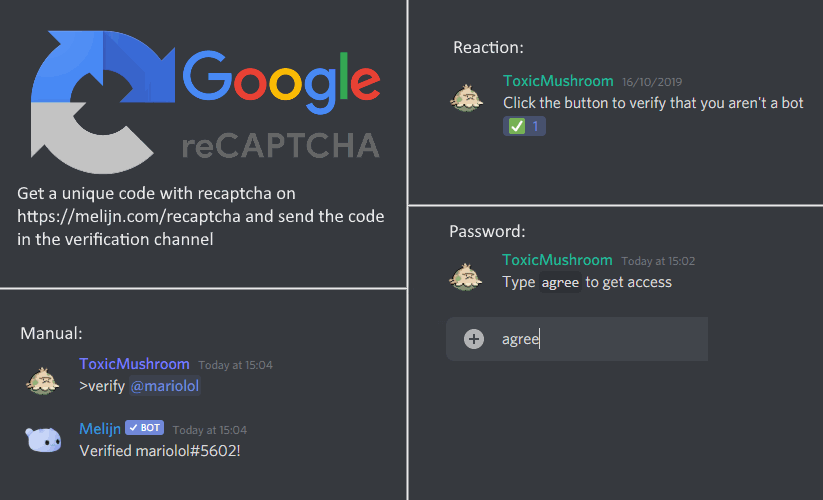 Google
reCAPTCHA
Get a unique code with recaptcha on
https://melijn.com/recaptcha and send the code
in the verification channel
Manual:
ToxicMushroom Today at 15:04
>verify @mariolol
Melijn ✓ BOT Today at 15:04
Verified mariolol#5602!
Reaction:
ToxicMushroom 16/10/2019
Click the button to verify that you aren't a bot
✅ 1
Password:
ToxicMushroom Today at 15:02
Type agree to get access
agree